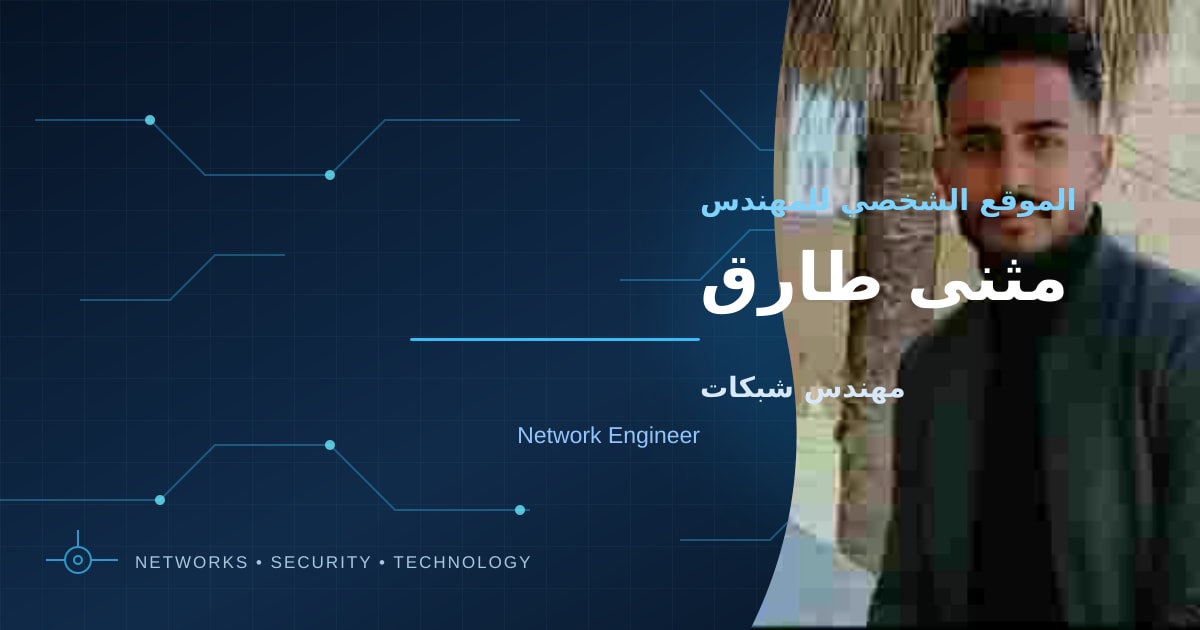 الموقع الشخصي للمهندس
مثنى طارق
مهندس شبكات
Network Engineer
NETWORKS • SECURITY • TECHNOLOGY